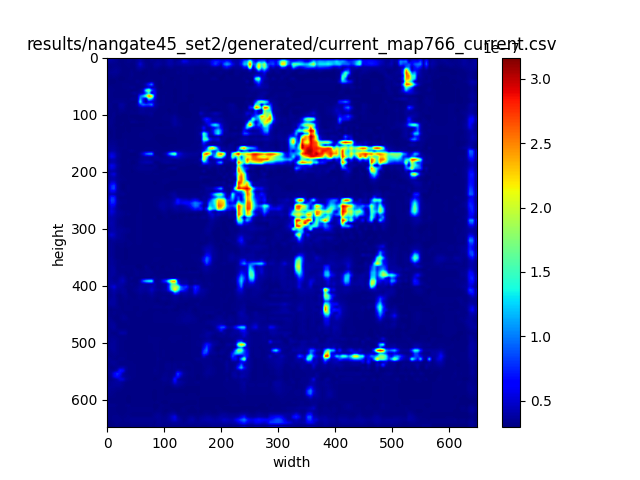 results/nangate45_set2/generated/current_map766_current.csv
1e−7
0
100
200
300
400
500
600
height
0 100 200 300 400 500 600
width
3.0
2.5
2.0
1.5
1.0
0.5